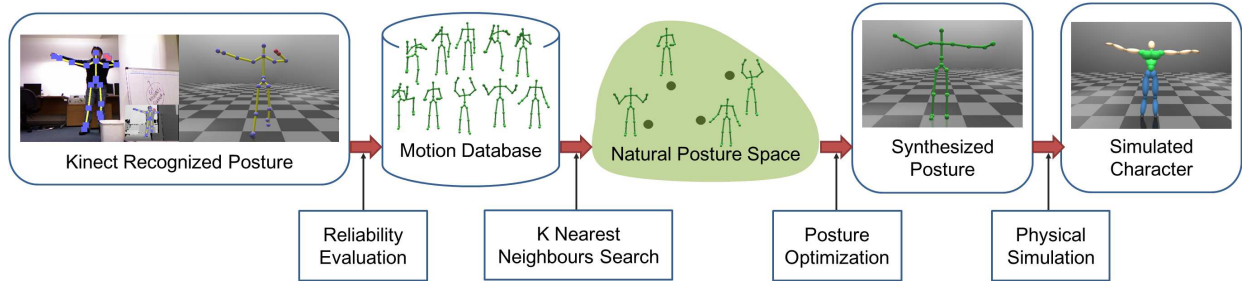 Kinect Recognized Posture
Motion Database
Natural Posture Space
Synthesized
Posture
Simulated
Character
Reliability
Evaluation
K Nearest
Neighbours Search
Posture
Optimization
Physical
Simulation